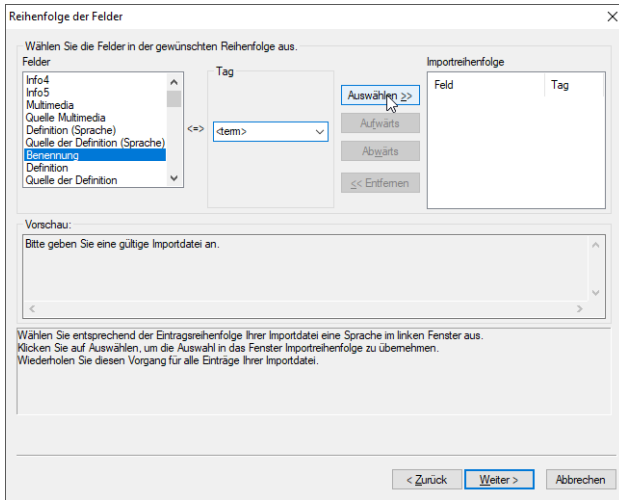 Reihenfolge der Felder
Wählen Sie die Felder in der gewünschten Reihenfolge aus.
Felder
Info4
Info5
Multimedia
Quelle Multimedia
Definition (Sprache)
Quelle der Definition (Sprache)
Benennung
Definition
Quelle der Definition
<=>
Tag
<term>
Auswählen >>
Aufwärts
Abwärts
<< Entfernen
Importreihenfolge
Feld Tag
Vorschau:
Bitte geben Sie eine gültige Importdatei an.
Wählen Sie entsprechend der Eintragsreihenfolge Ihrer Importdatei eine Sprache im linken Fenster aus.
Klicken Sie auf Auswählen, um die Auswahl in das Fenster Importreihenfolge zu übernehmen.
Wiederholen Sie diesen Vorgang für alle Einträge Ihrer Importdatei.
< Zurück Weiter > Abbrechen